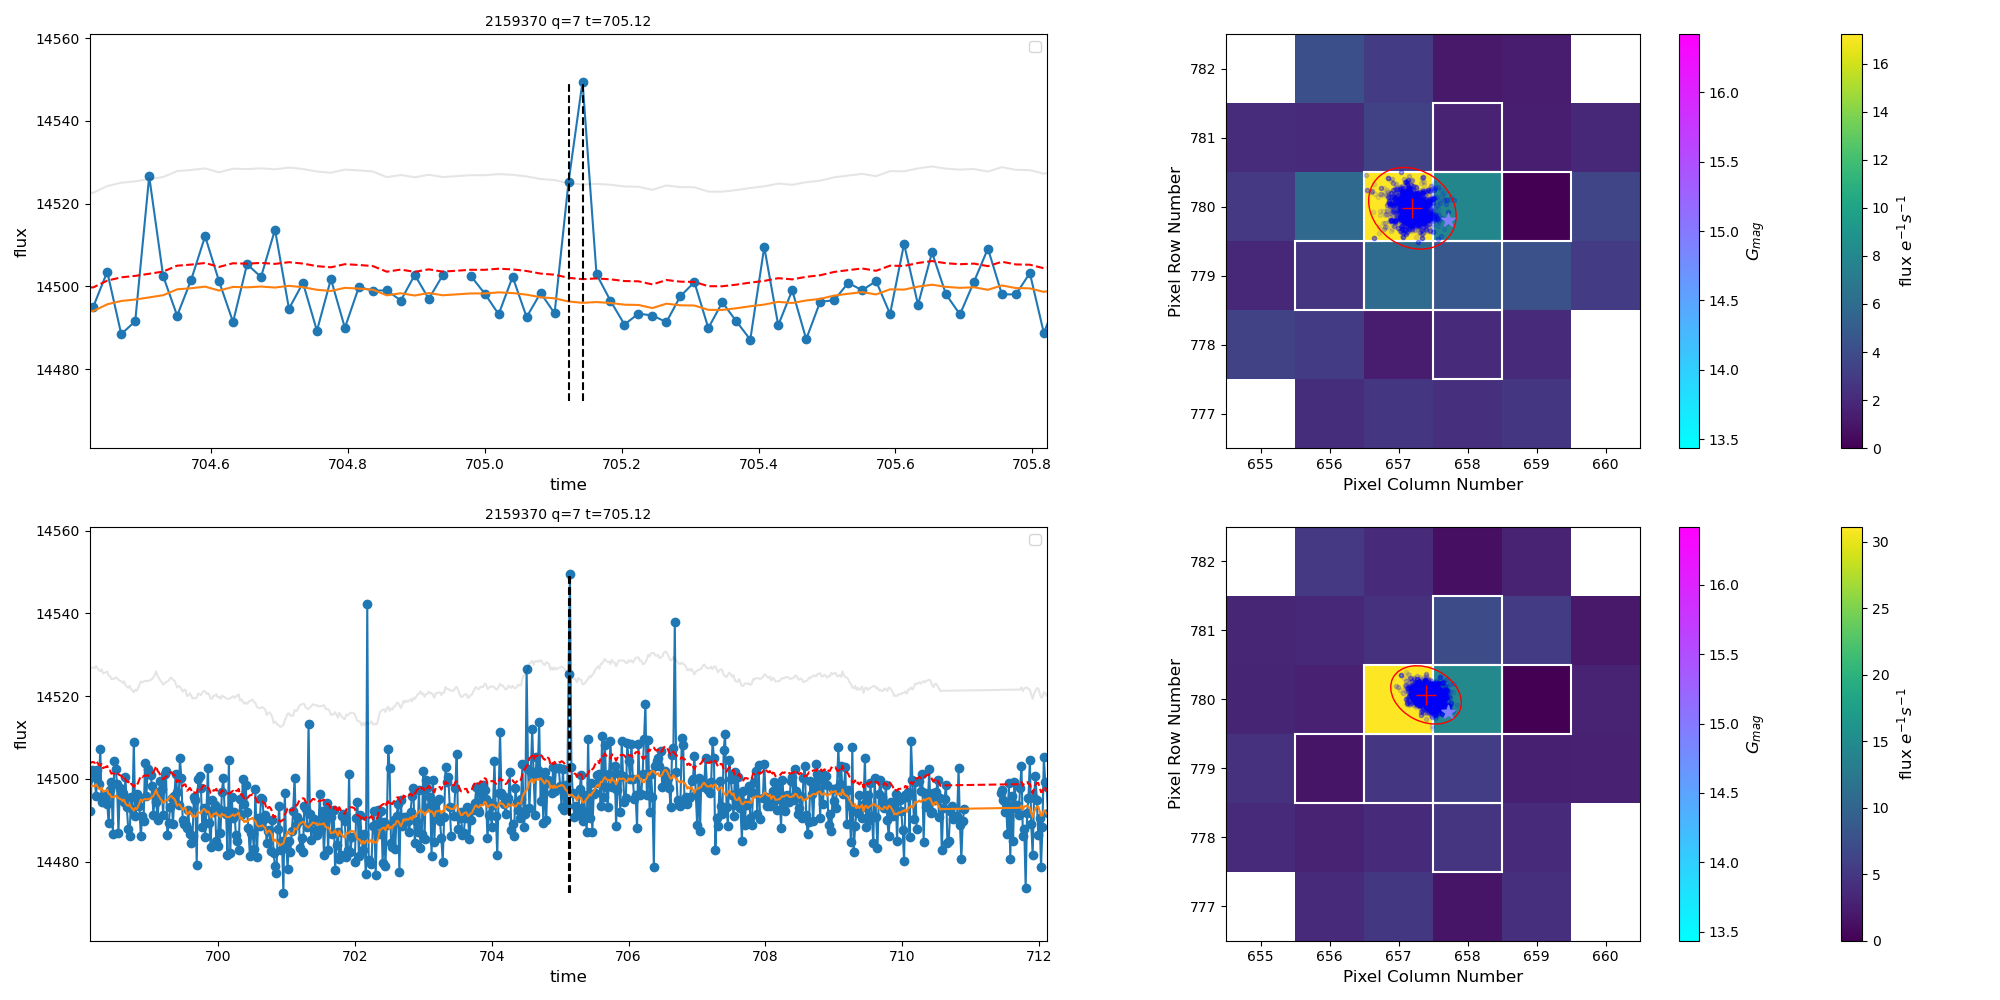 2159370 q=7 t=705.12
14560
14540
14520
14500
14480
flux
704.6 704.8 705.0 705.2 705.4 705.6 705.8
time
782
781
780
779
778
777
Pixel Row Number
655 656 657 658 659 660
Pixel Column Number
16.0
15.5
15.0
14.5
14.0
13.5
G_mag
16
14
12
10
8
6
4
2
0
flux e⁻¹s⁻¹
2159370 q=7 t=705.12
14560
14540
14520
14500
14480
flux
700 702 704 706 708 710 712
time
782
781
780
779
778
777
Pixel Row Number
655 656 657 658 659 660
Pixel Column Number
16.0
15.5
15.0
14.5
14.0
13.5
G_mag
30
25
20
15
10
5
0
flux e⁻¹s⁻¹